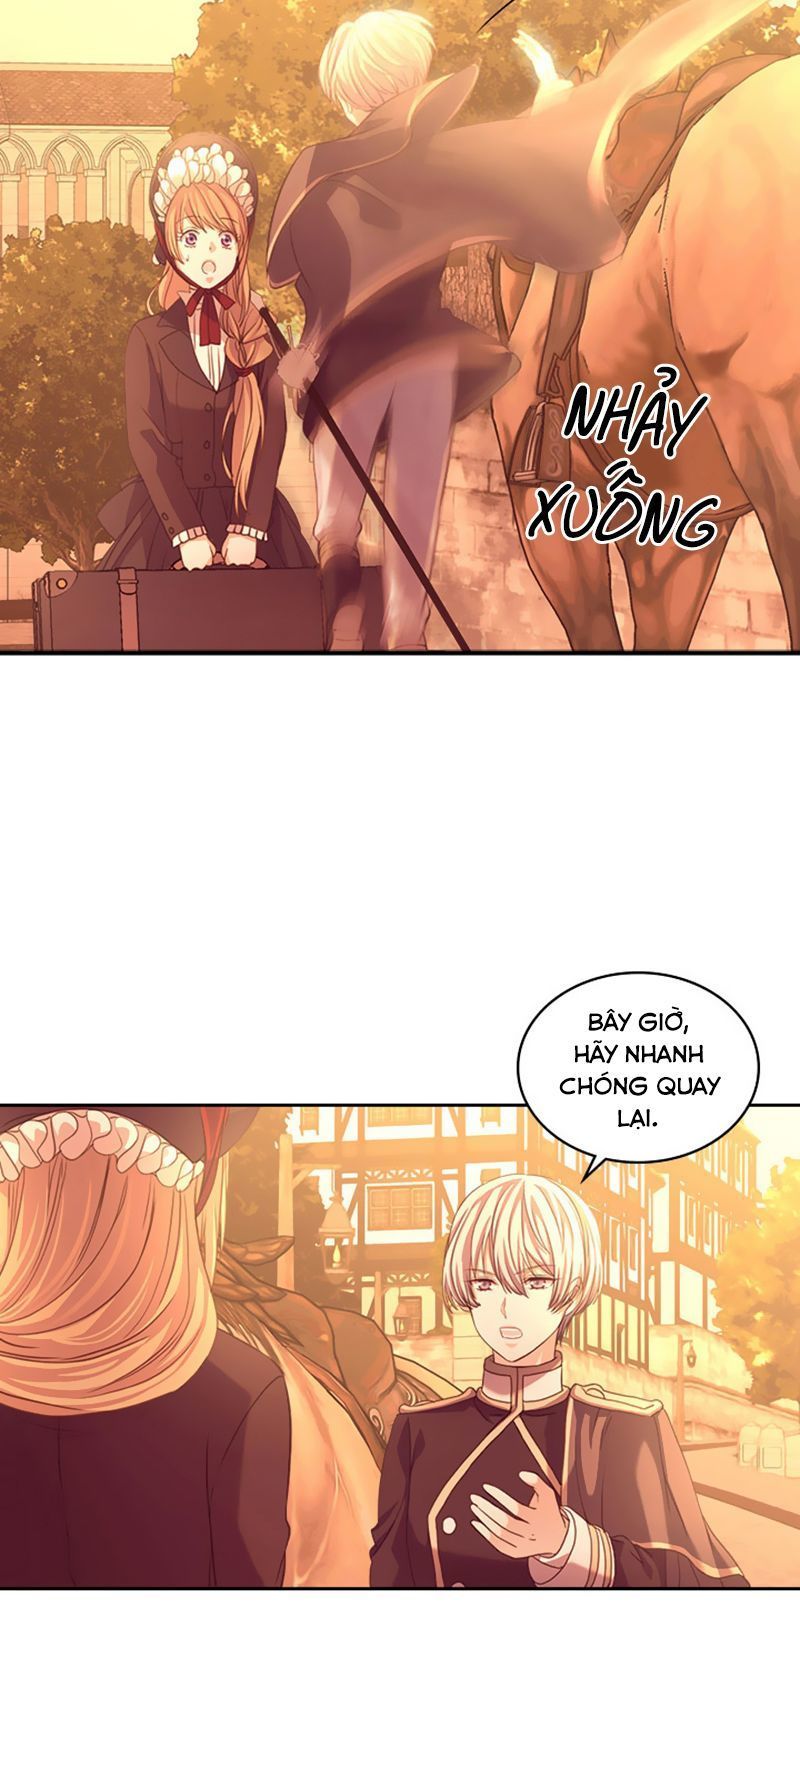 NHẢY
XUỐNG
BÂY GIỜ,
HÃY NHANH
CHÓNG QUAY
LẠI.